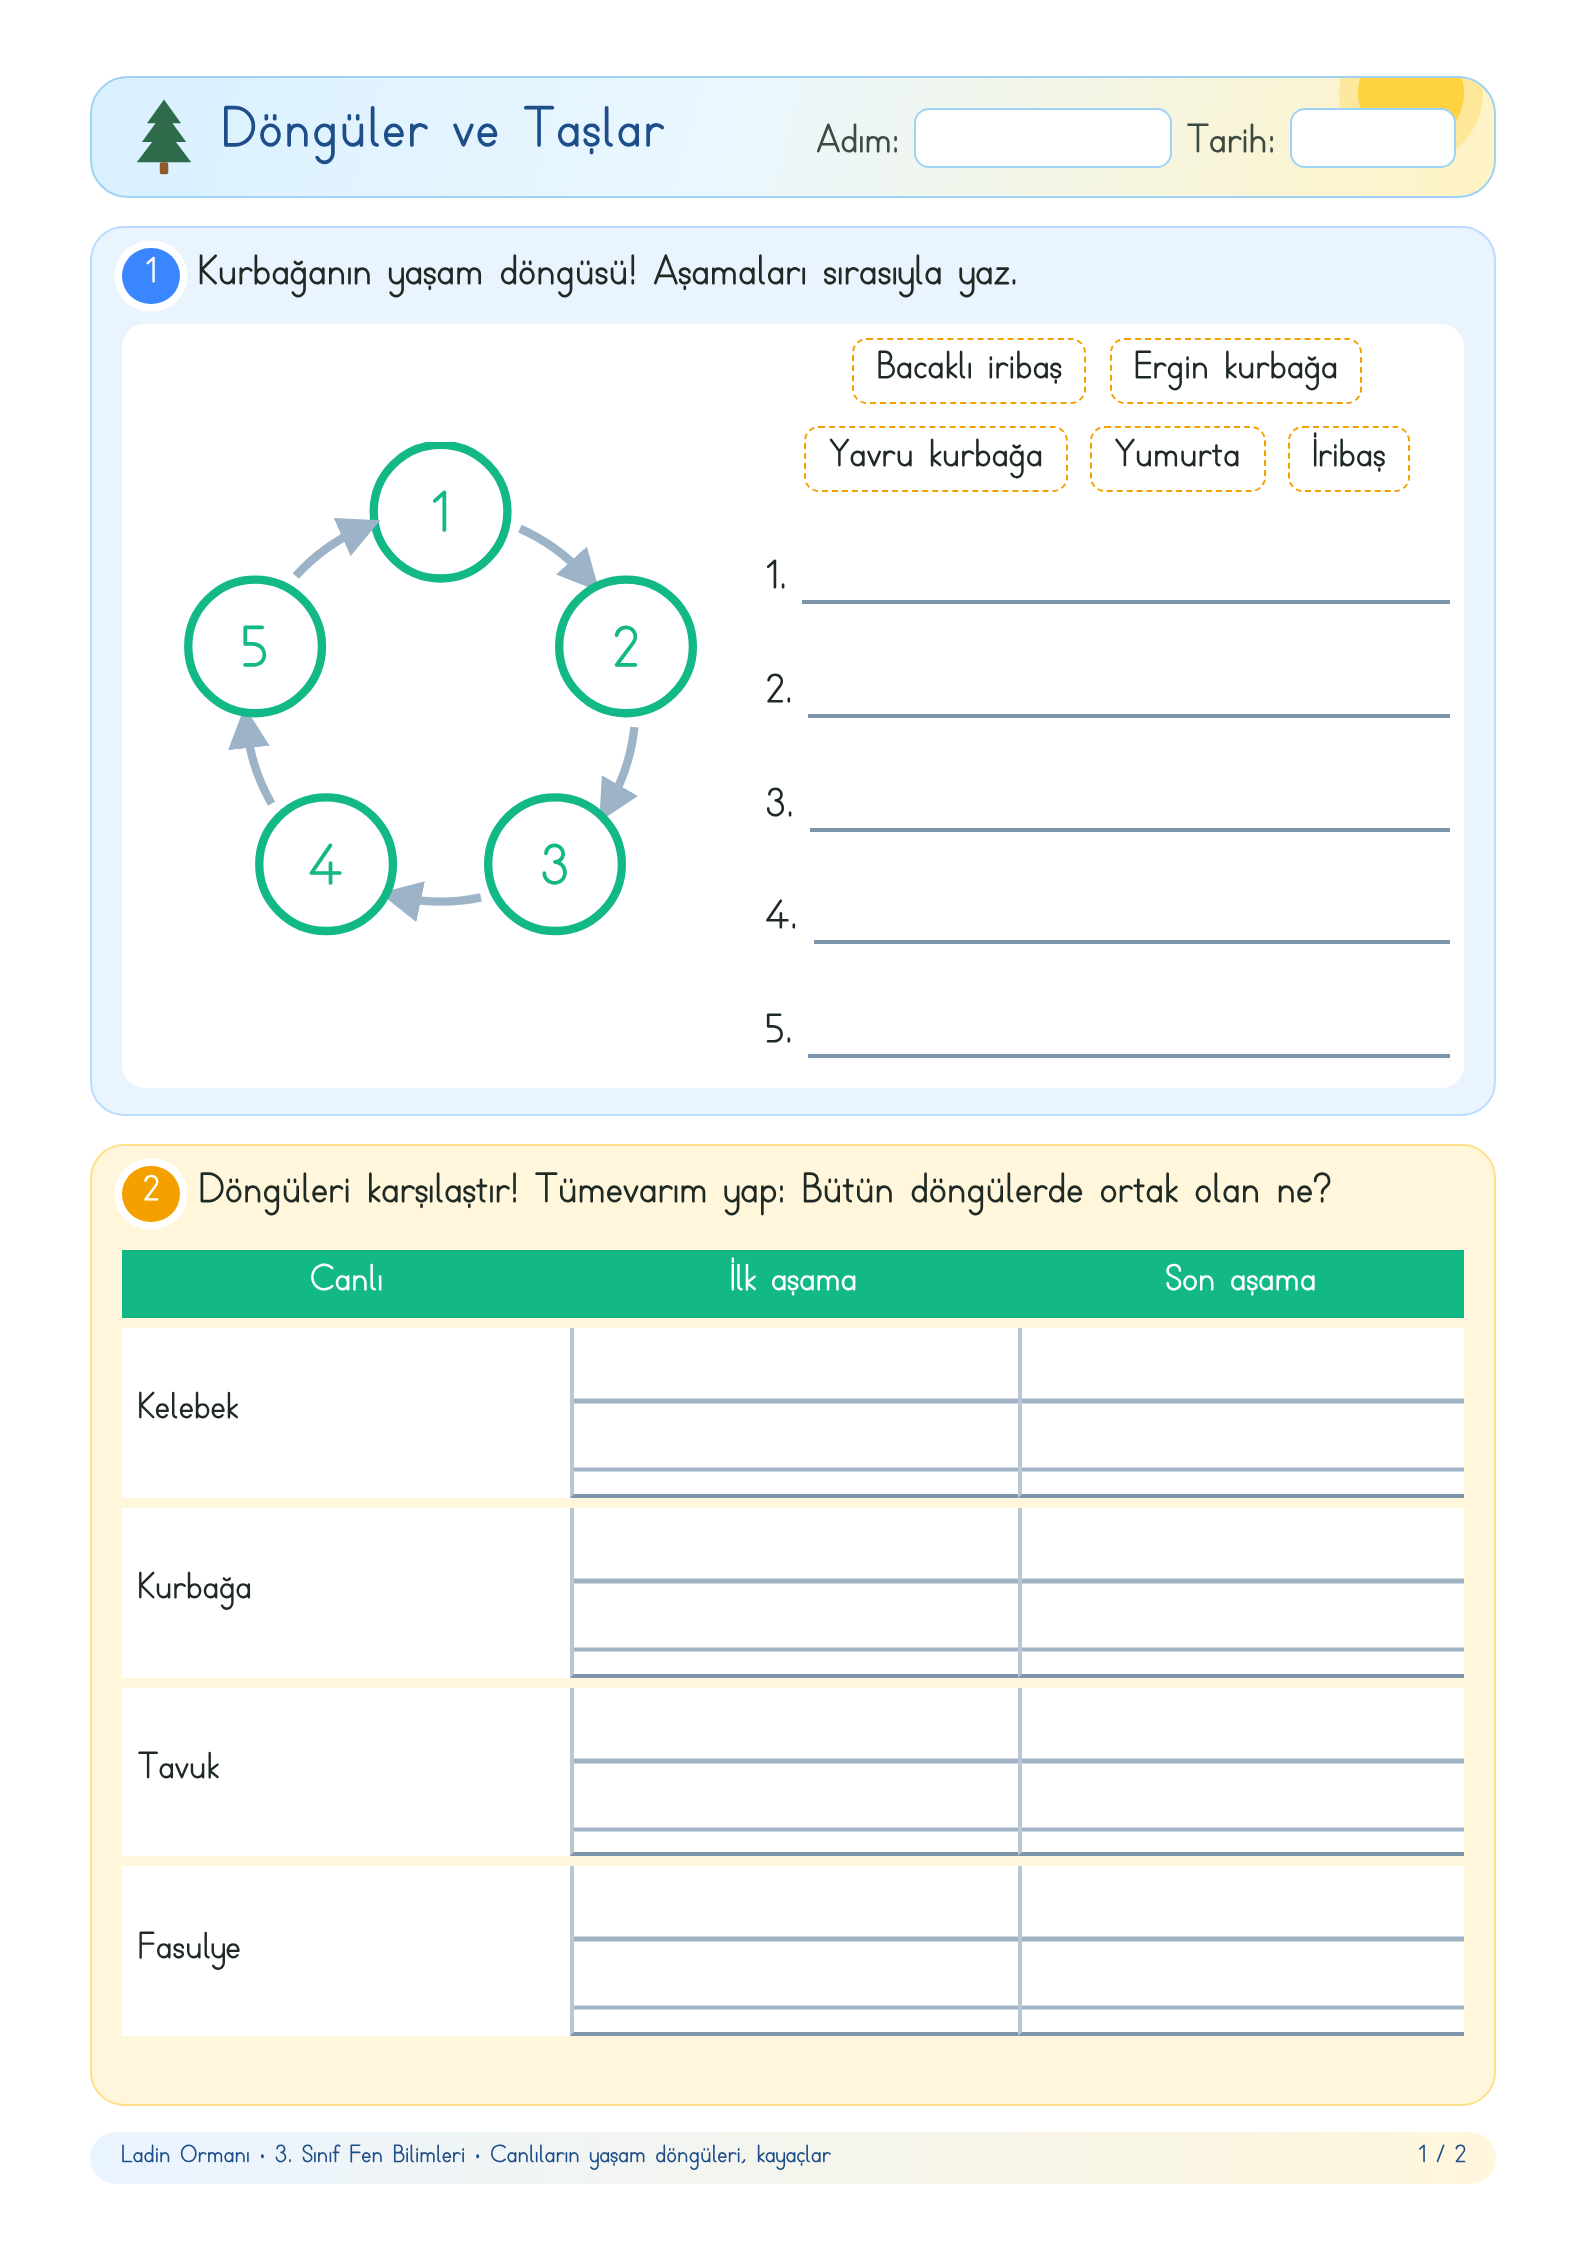 Döngüler ve Taşlar
Adım:
Tarih:
1 Kurbağanın yaşam döngüsü! Aşamaları sırasıyla yaz.
Bacaklı iribaş
Ergin kurbağa
Yavru kurbağa
Yumurta
İribaş
1
2
3
4
5
1.
2.
3.
4.
5.
2 Döngüleri karşılaştır! Tümevarım yap: Bütün döngülerde ortak olan ne?
Canlı İlk aşama Son aşama
Kelebek
Kurbağa
Tavuk
Fasulye
Ladin Ormanı • 3. Sınıf Fen Bilimleri • Canlıların yaşam döngüleri, kayaçlar
1 / 2